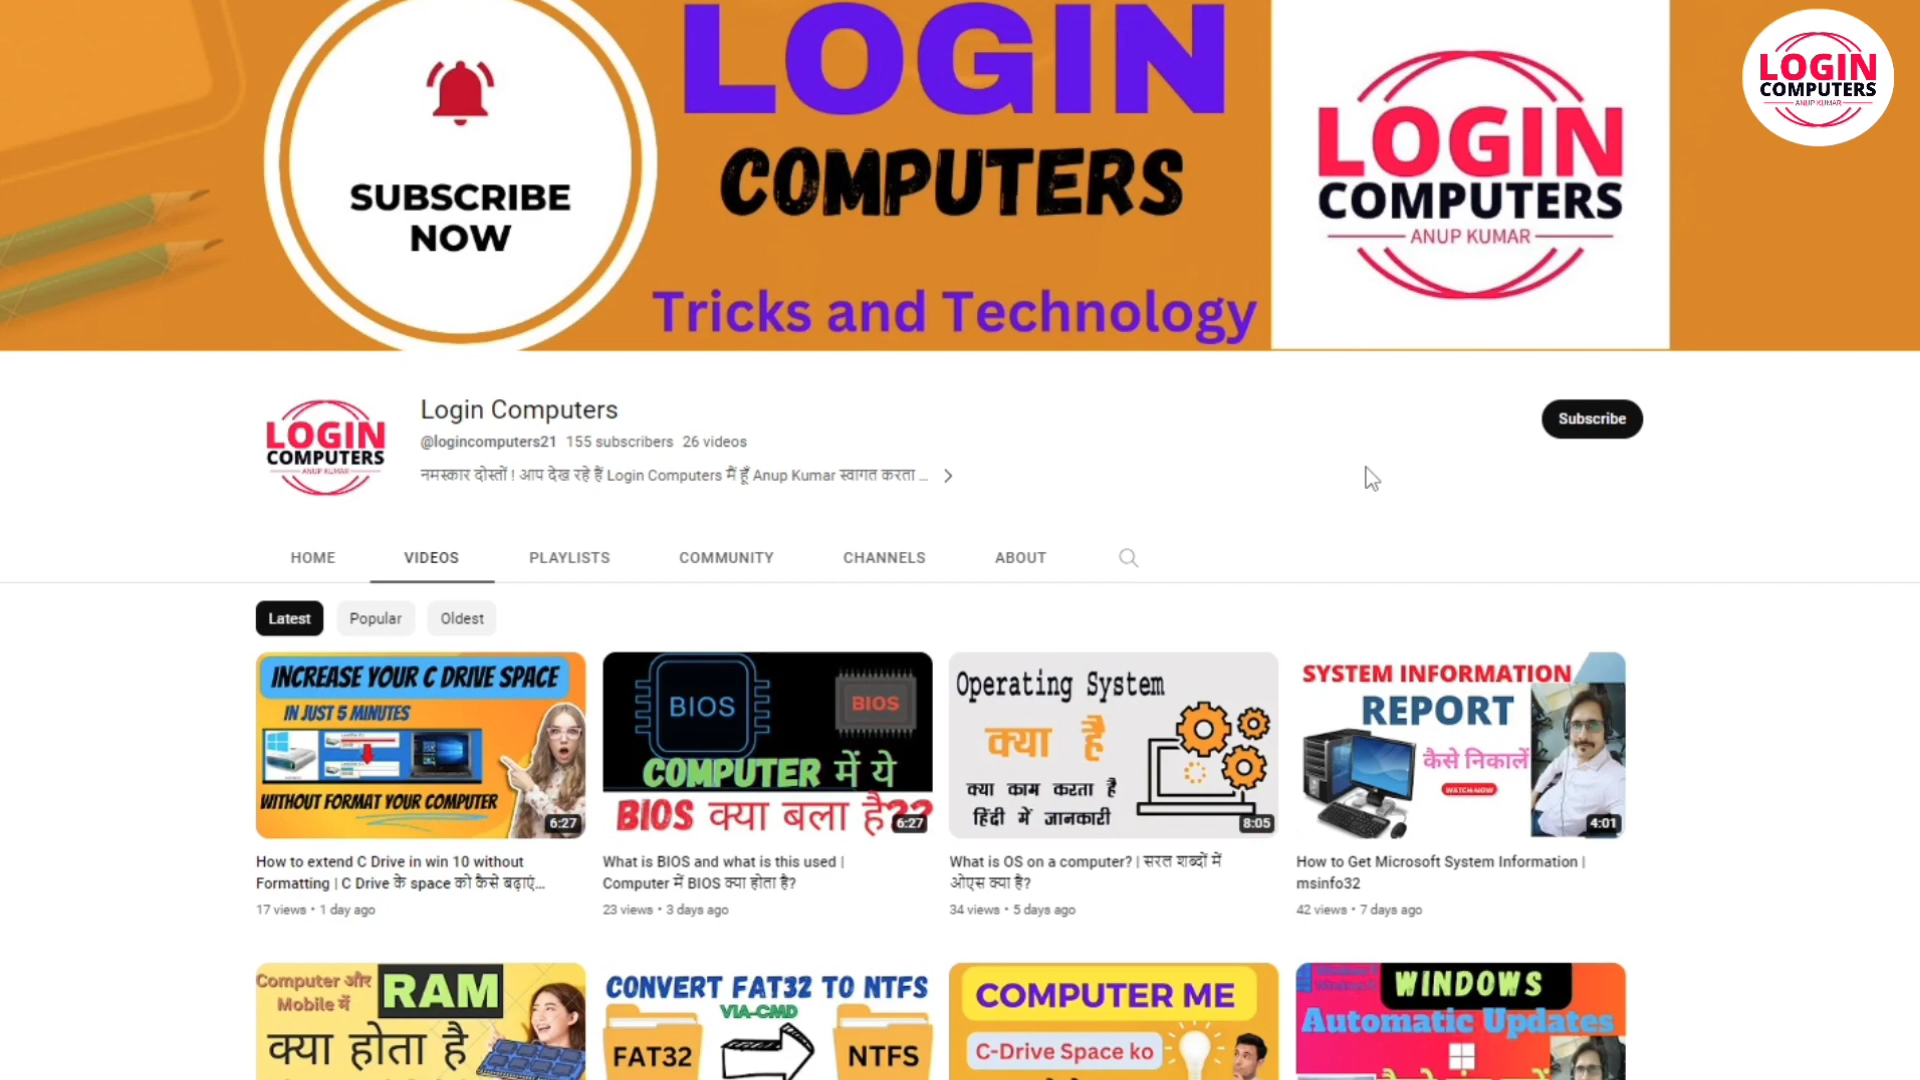 SUBSCRIBE
NOW
LOGIN
COMPUTERS
Tricks and Technology
LOGIN
COMPUTERS
ANUP KUMAR
LOGIN
COMPUTERS
ANUP KUMAR
LOGIN
COMPUTERS
ANUP KUMAR
Login Computers
@logincomputers21 155 subscribers 26 videos
नमस्कार दोस्तों ! आप देख रहे हैं Login Computers मैं हूँ Anup Kumar स्वागत करता ...
Subscribe
HOME VIDEOS PLAYLISTS COMMUNITY CHANNELS ABOUT
Latest Popular Oldest
INCREASE YOUR C DRIVE SPACE
IN JUST 5 MINUTES
WITHOUT FORMAT YOUR COMPUTER
6:27
How to extend C Drive in win 10 without
Formatting | C Drive के space को कैसे बढ़ाएं...
17 views • 1 day ago
BIOS
BIOS
COMPUTER में ये
BIOS क्या बला है??
6:27
What is BIOS and what is this used |
Computer में BIOS क्या होता है?
23 views • 3 days ago
Operating System
क्या है
क्या काम करता है
हिंदी में जानकारी
8:05
What is OS on a computer? | सरल शब्दों में
ओएस क्या है?
34 views • 5 days ago
SYSTEM INFORMATION
REPORT
कैसे निकालें
WATCH NOW
4:01
How to Get Microsoft System Information |
msinfo32
42 views • 7 days ago
Computer और
Mobile में
RAM
क्या होता है
CONVERT FAT32 TO NTFS
VIA-CMD
FAT32 NTFS
COMPUTER ME
C-Drive Space ko
WINDOWS
Automatic Updates